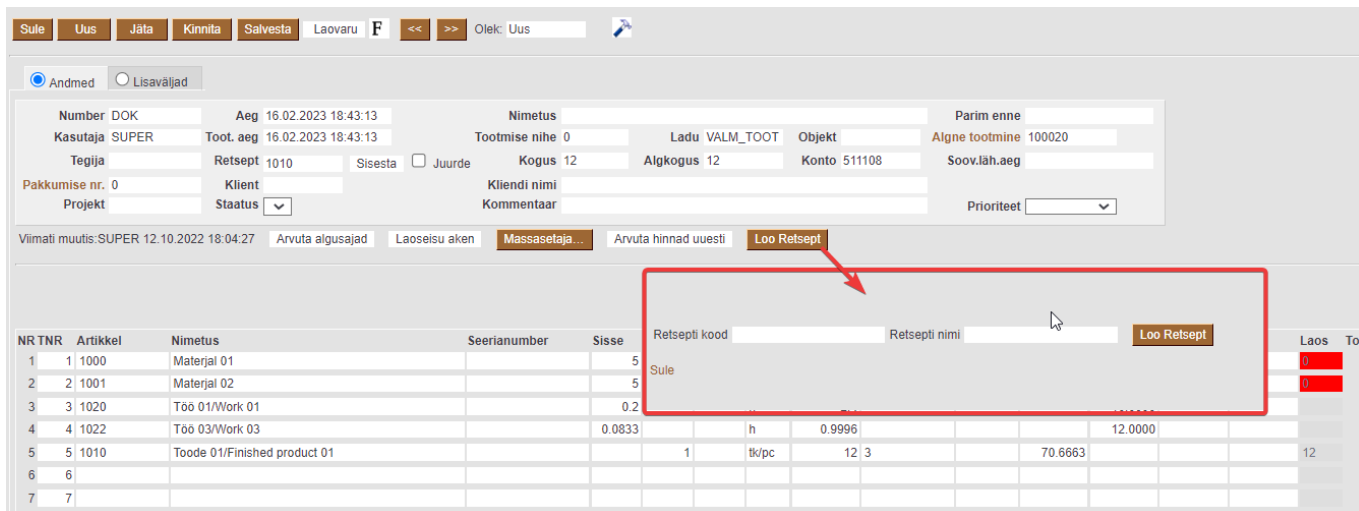 Sule Uus Jäta Kinnita Salvesta Laovaru F << >> Olek: Uus
Andmed Lisaväljad
Number DOK Aeg 16.02.2023 18:43:13 Nimetus Parim enne
Kasutaja SUPER Toot. aeg 16.02.2023 18:43:13 Tootmise nihe 0 Ladu VALM_TOOT Objekt Algne tootmine 100020
Tegija Retsept 1010 Sisesta Juurde Kogus 12 Algkogus 12 Konto 511108 Soov.läh.aeg
Pakkumise nr. 0 Klient Kliendi nimi
Projekt Staatus Kommentaar Prioriteet
Viimati muutis:SUPER 12.10.2022 18:04:27 Arvuta algusajad Laoseisu aken Massasetaja... Arvuta hinnad uuesti Loo Retsept
Retsepti kood Retsepti nimi Loo Retsept
Sule
NR TNR Artikkel Nimetus Seerianumber Sisse Laos To
1 1 1000 Materjal 01 5 0
2 2 1001 Materjal 02 5 0
3 3 1020 Töö 01/Work 01 0.2
4 4 1022 Töö 03/Work 03 0.0833 h 0.9996 12.0000
5 5 1010 Toode 01/Finished product 01 1 tk/pc 12 3 70.6663 12
6 6
7 7